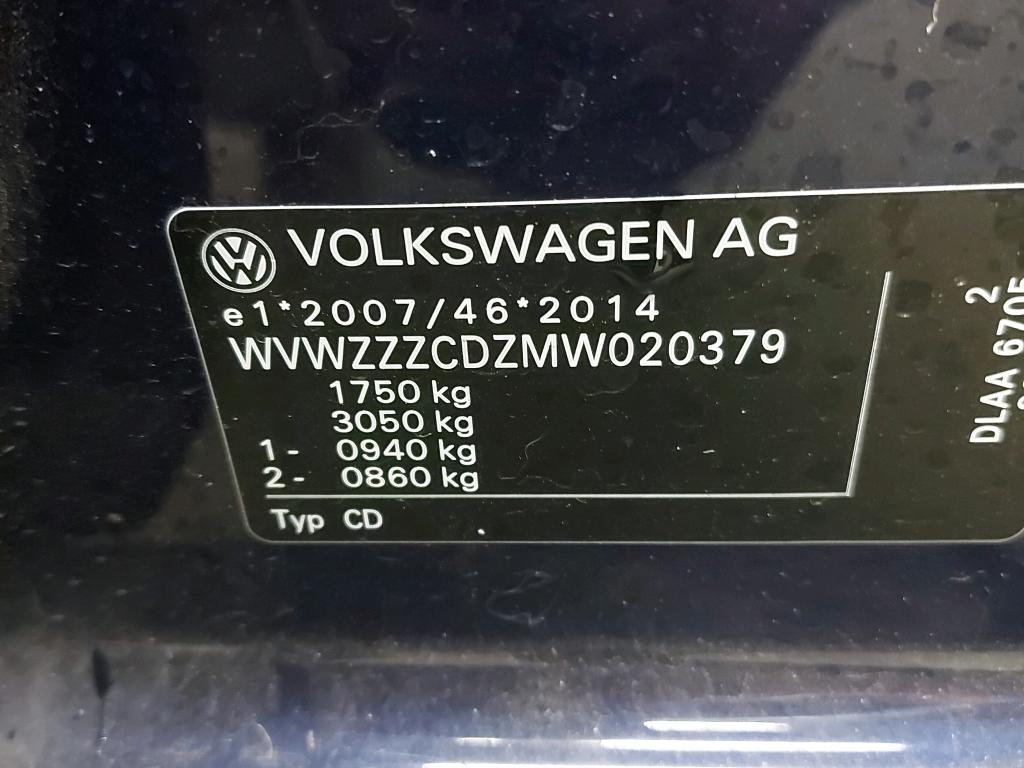 VOLKSWAGEN AG
e1*2007/46*2014
WVWZZZCDZMW020379
1750 kg
3050 kg
1- 0940 kg
2- 0860 kg
Typ CD
2
DLAA 6705